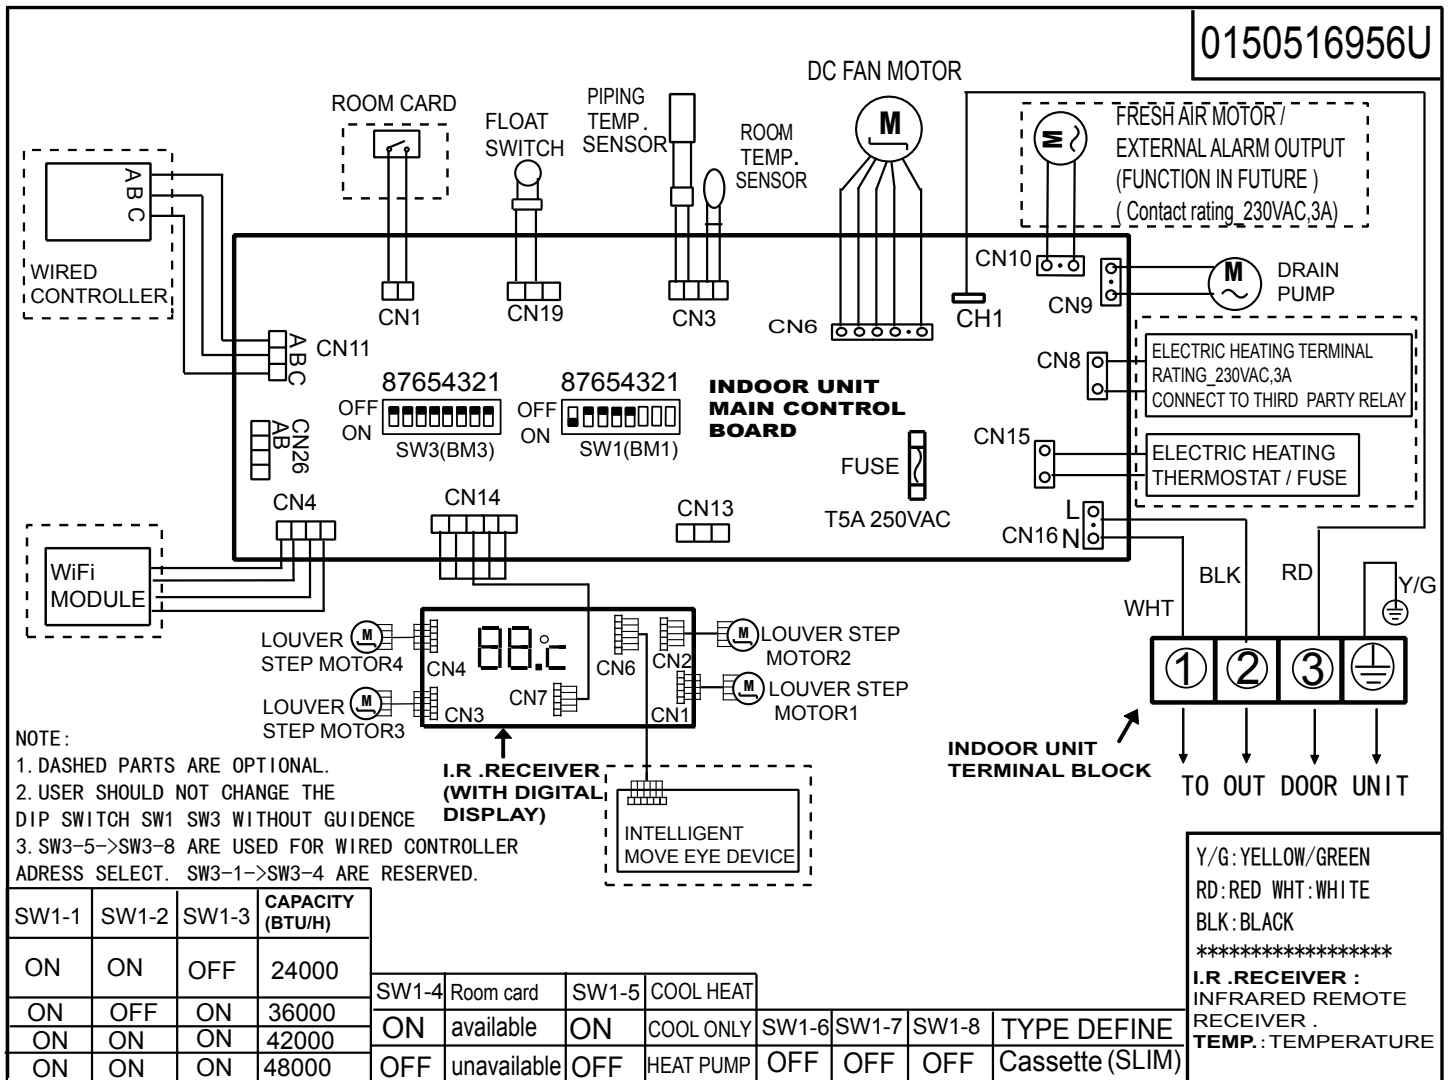 0150516956U
DC FAN MOTOR
ROOM CARD
FLOAT
SWITCH
PIPING
TEMP.
SENSOR
ROOM
TEMP.
SENSOR
M
M
FRESH AIR MOTOR /
EXTERNAL ALARM OUTPUT
(FUNCTION IN FUTURE )
( Contact rating_230VAC,3A)
A
B
C
WIRED
CONTROLLER
CN1
CN19
CN3
CN6
CH1
CN10
CN9
M
DRAIN
PUMP
A
B
C
CN11
87654321
OFF
ON
SW3(BM3)
87654321
OFF
ON
SW1(BM1)
INDOOR UNIT
MAIN CONTROL
BOARD
CN8
ELECTRIC HEATING TERMINAL
RATING_230VAC,3A
CONNECT TO THIRD PARTY RELAY
CN15
ELECTRIC HEATING
THERMOSTAT / FUSE
CN26
AB
FUSE
T5A 250VAC
CN4
CN14
CN13
L
CN16 N
WiFi
MODULE
WHT
BLK
RD
Y/G
LOUVER
STEP MOTOR4
M
CN4
88.°c
CN6
CN2
M
LOUVER STEP
MOTOR2
LOUVER
STEP MOTOR3
M
CN3
CN7
CN1
M
LOUVER STEP
MOTOR1
1
2
3
INDOOR UNIT
TERMINAL BLOCK
TO OUT DOOR UNIT
I.R .RECEIVER
(WITH DIGITAL
DISPLAY)
INTELLIGENT
MOVE EYE DEVICE
NOTE:
1. DASHED PARTS ARE OPTIONAL.
2. USER SHOULD NOT CHANGE THE
DIP SWITCH SW1 SW3 WITHOUT GUIDENCE
3. SW3-5->SW3-8 ARE USED FOR WIRED CONTROLLER
ADRESS SELECT. SW3-1->SW3-4 ARE RESERVED.
SW1-1 SW1-2 SW1-3 CAPACITY (BTU/H)
ON ON OFF 24000
ON OFF ON 36000
ON ON ON 42000
ON ON ON 48000
SW1-4 Room card SW1-5 COOL HEAT
ON available ON COOL ONLY SW1-6 SW1-7 SW1-8 TYPE DEFINE
OFF unavailable OFF HEAT PUMP OFF OFF OFF Cassette (SLIM)
Y/G:YELLOW/GREEN
RD:RED WHT:WHITE
BLK:BLACK
******************
I.R .RECEIVER :
INFRARED REMOTE
RECEIVER .
TEMP.:TEMPERATURE